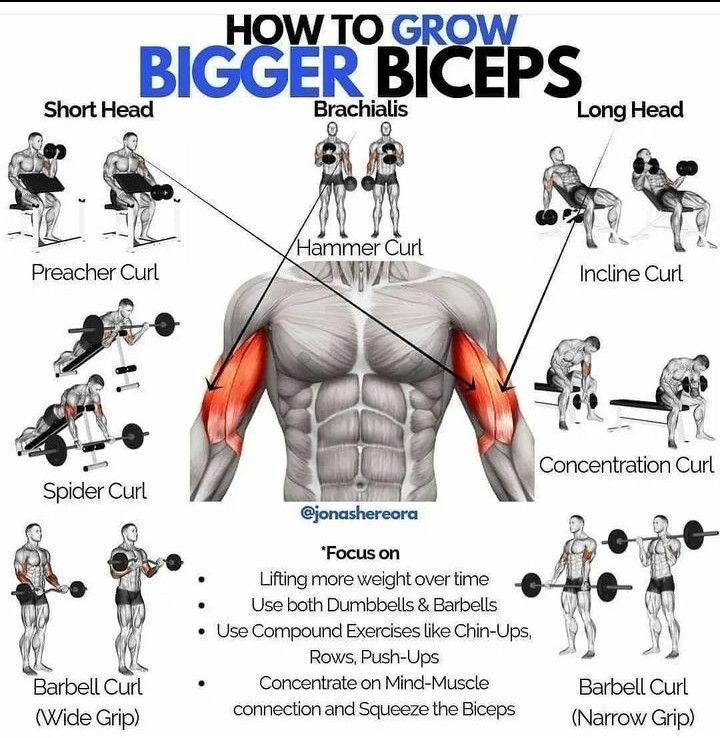 HOW TO GROW
BIGGER BICEPS
Short Head
Brachialis
Long Head
Hammer Curl
Preacher Curl
Incline Curl
Spider Curl
Concentration Curl
@jonashereora
*Focus on
• Lifting more weight over time
• Use both Dumbbells & Barbells
• Use Compound Exercises like Chin-Ups,
Rows, Push-Ups
• Concentrate on Mind-Muscle
connection and Squeeze the Biceps
Barbell Curl
(Wide Grip)
Barbell Curl
(Narrow Grip)